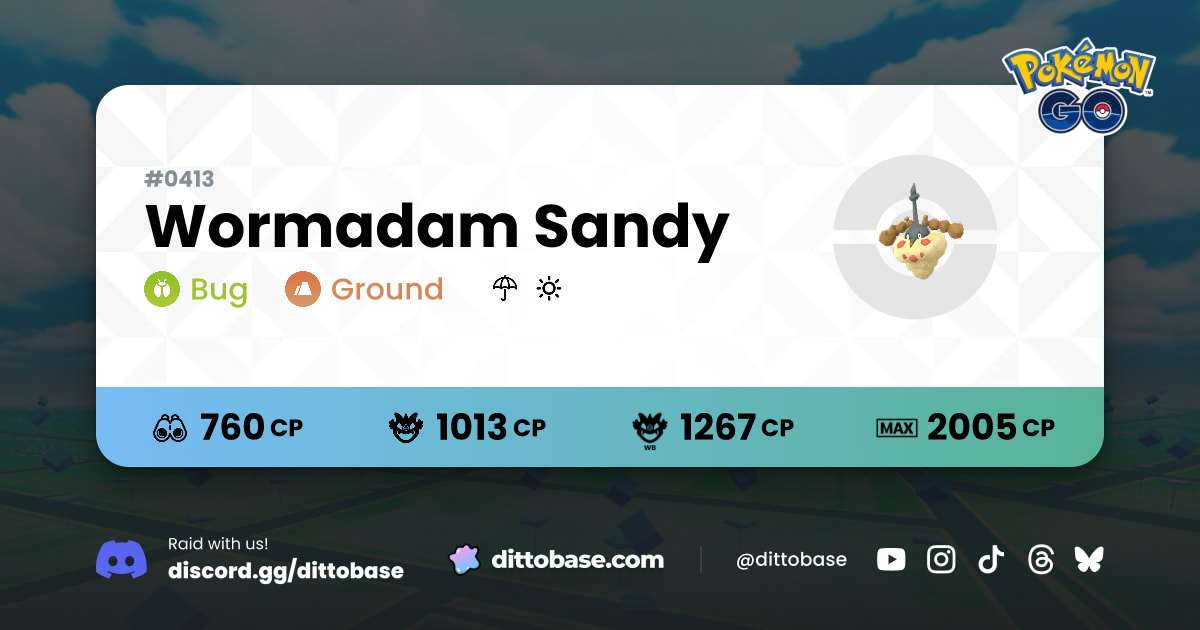 POKÉMON
GO
#0413
Wormadam Sandy
Bug Ground
760 CP 1013 CP 1267 CP MAX 2005 CP
WB
Raid with us!
discord.gg/dittobase
dittobase.com
@dittobase